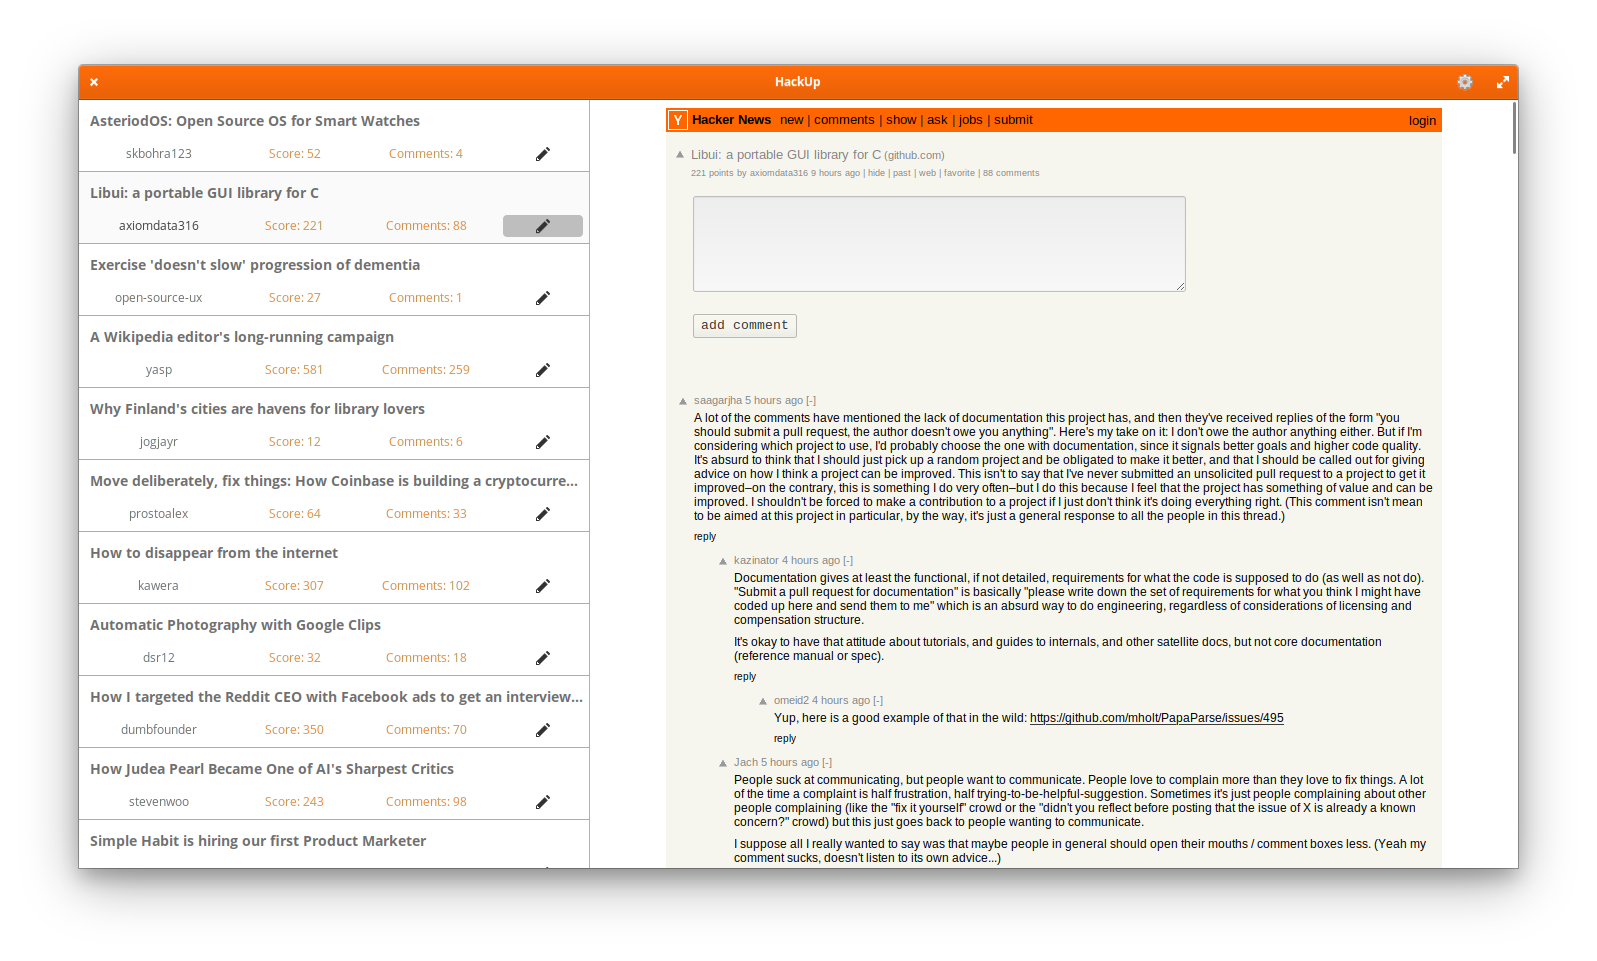 HackUp
AsteriodOS: Open Source OS for Smart Watches
skbohra123 Score: 52 Comments: 4
Libui: a portable GUI library for C
axiomdata316 Score: 221 Comments: 88
Exercise 'doesn't slow' progression of dementia
open-source-ux Score: 27 Comments: 1
A Wikipedia editor's long-running campaign
yasp Score: 581 Comments: 259
Why Finland's cities are havens for library lovers
jogjayr Score: 12 Comments: 6
Move deliberately, fix things: How Coinbase is building a cryptocurre...
prostoalex Score: 64 Comments: 33
How to disappear from the internet
kawera Score: 307 Comments: 102
Automatic Photography with Google Clips
dsr12 Score: 32 Comments: 18
How I targeted the Reddit CEO with Facebook ads to get an interview...
dumbfounder Score: 350 Comments: 70
How Judea Pearl Became One of AI's Sharpest Critics
stevenwoo Score: 243 Comments: 98
Simple Habit is hiring our first Product Marketer
Y Hacker News new | comments | show | ask | jobs | submit login
Libui: a portable GUI library for C (github.com)
221 points by axiomdata316 9 hours ago | hide | past | web | favorite | 88 comments
add comment
saagarjha 5 hours ago [-]
A lot of the comments have mentioned the lack of documentation this project has, and then they've received replies of the form "you
should submit a pull request, the author doesn't owe you anything". Here's my take on it: I don't owe the author anything either. But if I'm
considering which project to use, I'd probably choose the one with documentation, since it signals better goals and higher code quality.
It's absurd to think that I should just pick up a random project and be obligated to make it better, and that I should be called out for giving
advice on how I think a project can be improved. This isn't to say that I've never submitted an unsolicited pull request to a project to get it
improved–on the contrary, this is something I do very often–but I do this because I feel that the project has something of value and can be
improved. I shouldn't be forced to make a contribution to a project if I just don't think it's doing everything right. (This comment isn't mean
to be aimed at this project in particular, by the way, it's just a general response to all the people in this thread.)
reply
kazinator 4 hours ago [-]
Documentation gives at least the functional, if not detailed, requirements for what the code is supposed to do (as well as not do).
"Submit a pull request for documentation" is basically "please write down the set of requirements for what you think I might have
coded up here and send them to me" which is an absurd way to do engineering, regardless of considerations of licensing and
compensation structure.
It's okay to have that attitude about tutorials, and guides to internals, and other satellite docs, but not core documentation
(reference manual or spec).
reply
omeid2 4 hours ago [-]
Yup, here is a good example of that in the wild: https://github.com/mholt/PapaParse/issues/495
reply
Jach 5 hours ago [-]
People suck at communicating, but people want to communicate. People love to complain more than they love to fix things. A lot
of the time a complaint is half frustration, half trying-to-be-helpful-suggestion. Sometimes it's just people complaining about other
people complaining (like the "fix it yourself" crowd or the "didn't you reflect before posting that the issue of X is already a known
concern?" crowd) but this just goes back to people wanting to communicate.
I suppose all I really wanted to say was that maybe people in general should open their mouths / comment boxes less. (Yeah my
comment sucks, doesn't listen to its own advice...)